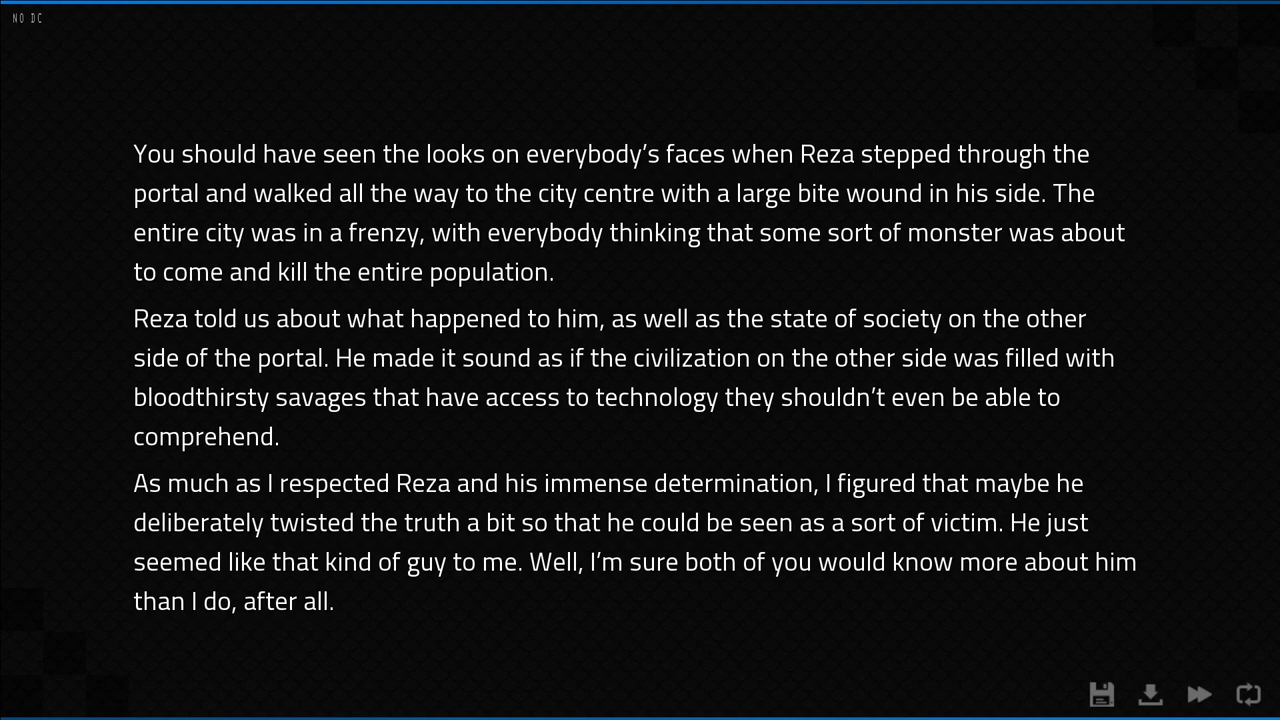 NO DC
You should have seen the looks on everybody’s faces when Reza stepped through the
portal and walked all the way to the city centre with a large bite wound in his side. The
entire city was in a frenzy, with everybody thinking that some sort of monster was about
to come and kill the entire population.
Reza told us about what happened to him, as well as the state of society on the other
side of the portal. He made it sound as if the civilization on the other side was filled with
bloodthirsty savages that have access to technology they shouldn’t even be able to
comprehend.
As much as I respected Reza and his immense determination, I figured that maybe he
deliberately twisted the truth a bit so that he could be seen as a sort of victim. He just
seemed like that kind of guy to me. Well, I’m sure both of you would know more about him
than I do, after all.